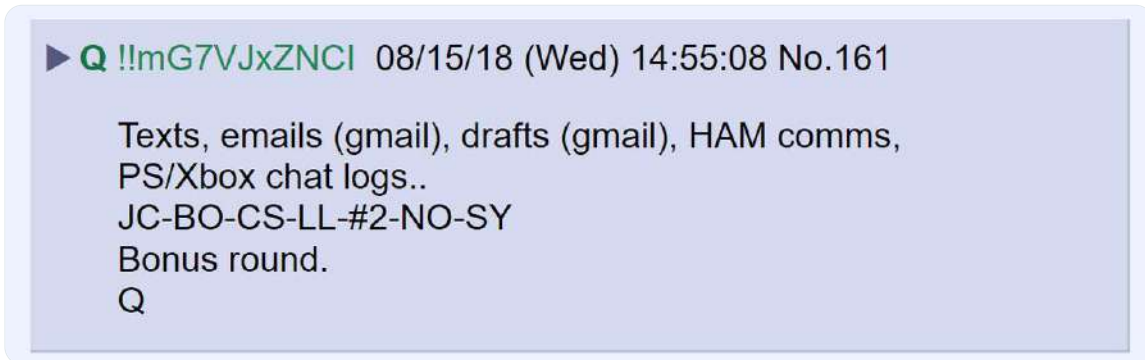 ▶ Q !!mG7VJxZNCI 08/15/18 (Wed) 14:55:08 No.161
Texts, emails (gmail), drafts (gmail), HAM comms,
PS/Xbox chat logs..
JC-BO-CS-LL-#2-NO-SY
Bonus round.
Q